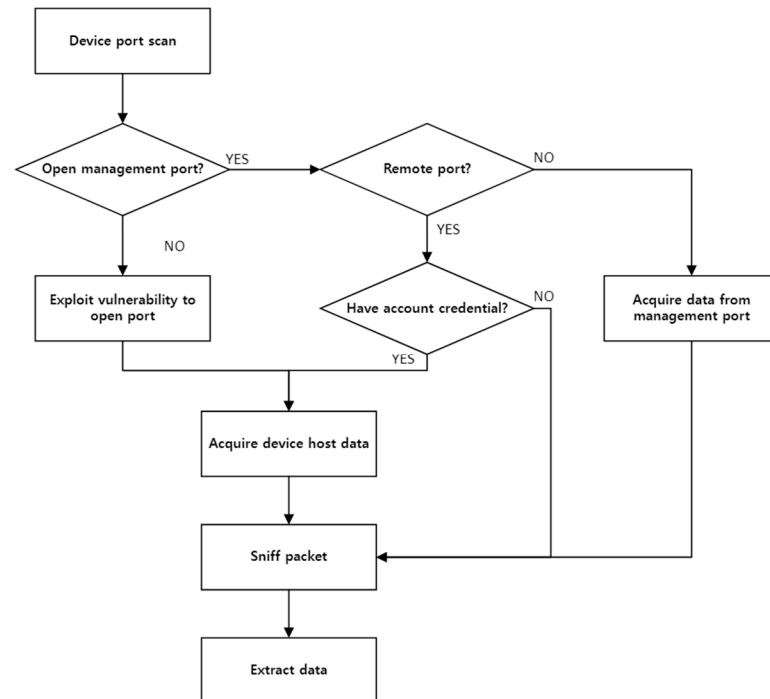 Device port scan
Open management port?
YES
Remote port?
NO
NO
YES
Exploit vulnerability to
open port
Have account credential?
NO
Acquire data from
management port
YES
Acquire device host data
Sniff packet
Extract data